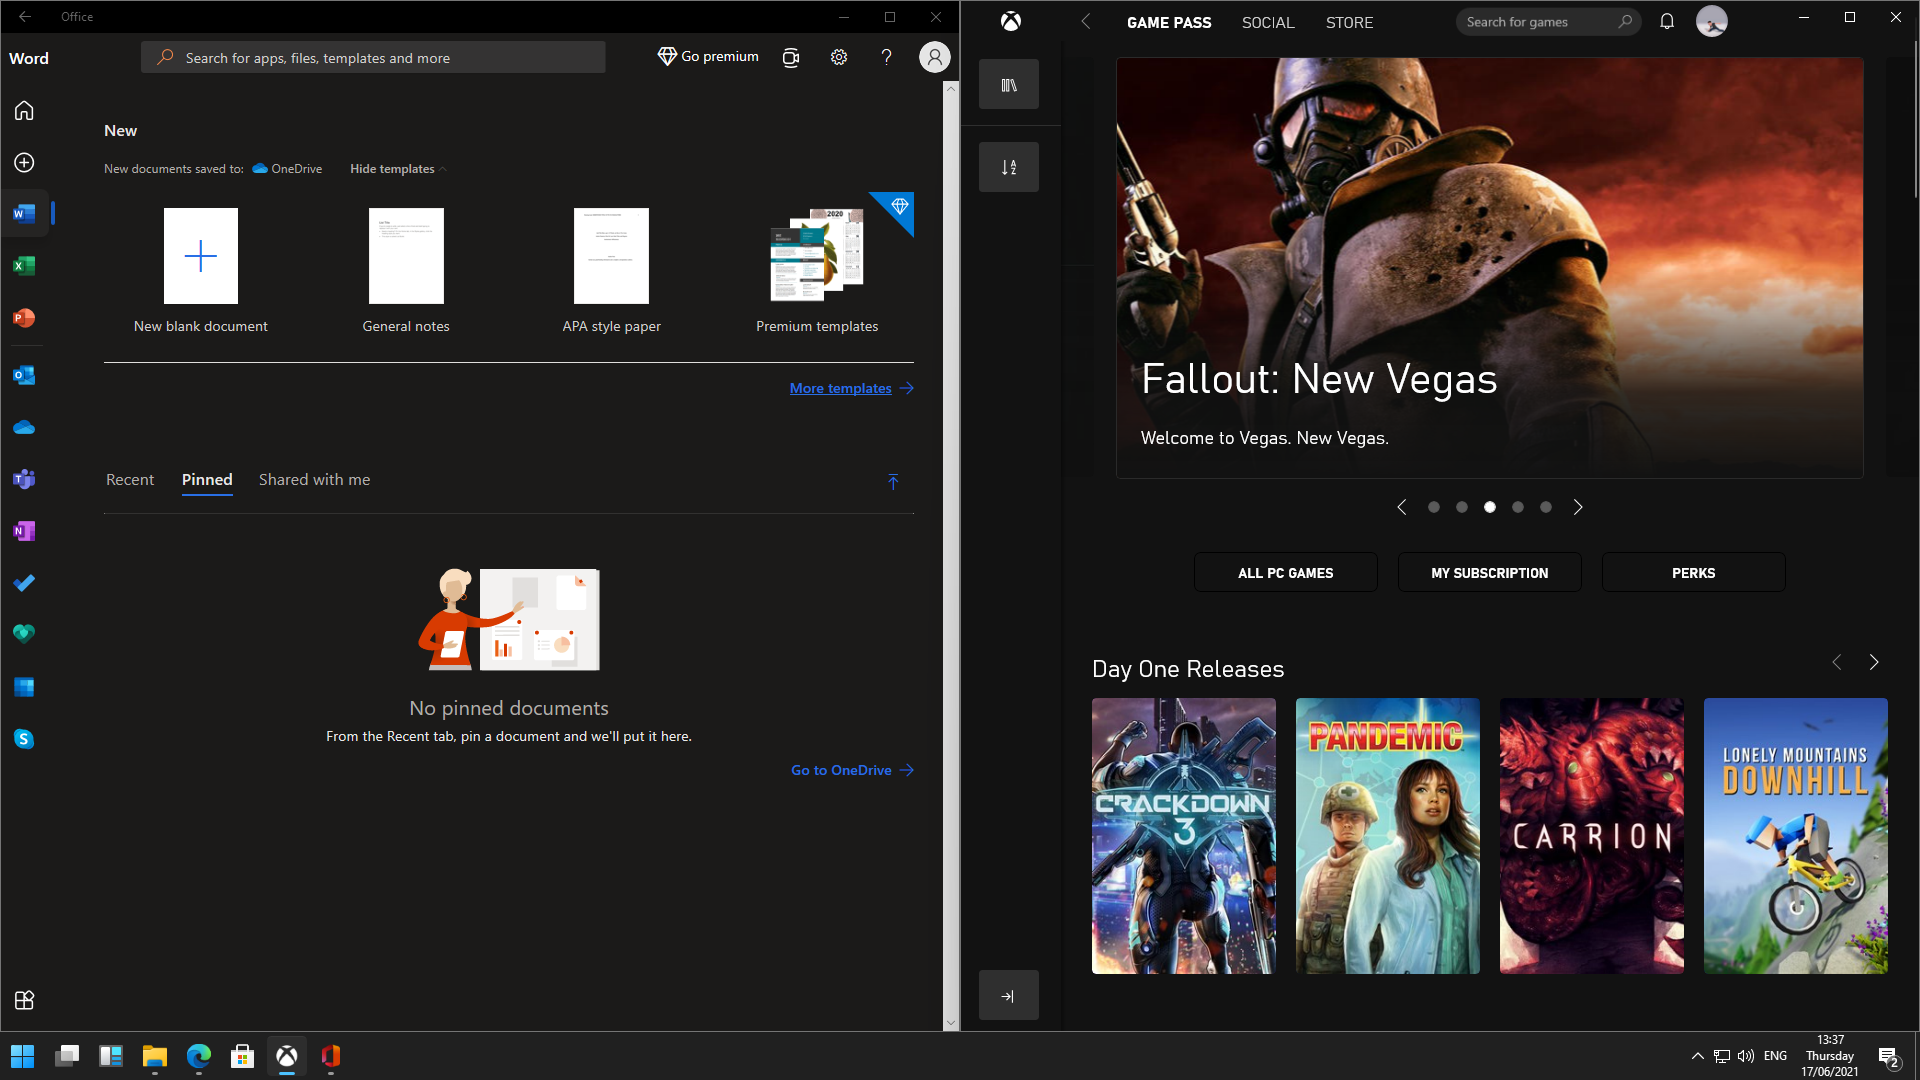 Office
Word
Search for apps, files, templates and more
Go premium
New
New documents saved to: OneDrive Hide templates
2020
New blank document
General notes
APA style paper
Premium templates
More templates
Recent
Pinned
Shared with me
No pinned documents
From the Recent tab, pin a document and we'll put it here.
Go to OneDrive
GAME PASS
SOCIAL
STORE
Search for games
A
Z
Fallout: New Vegas
Welcome to Vegas. New Vegas.
ALL PC GAMES
MY SUBSCRIPTION
PERKS
Day One Releases
CRACKDOWN
3
PANDEMIC
CARRION
LONELY MOUNTAINS
DOWNHILL
ENG
13:37
Thursday
17/06/2021
2